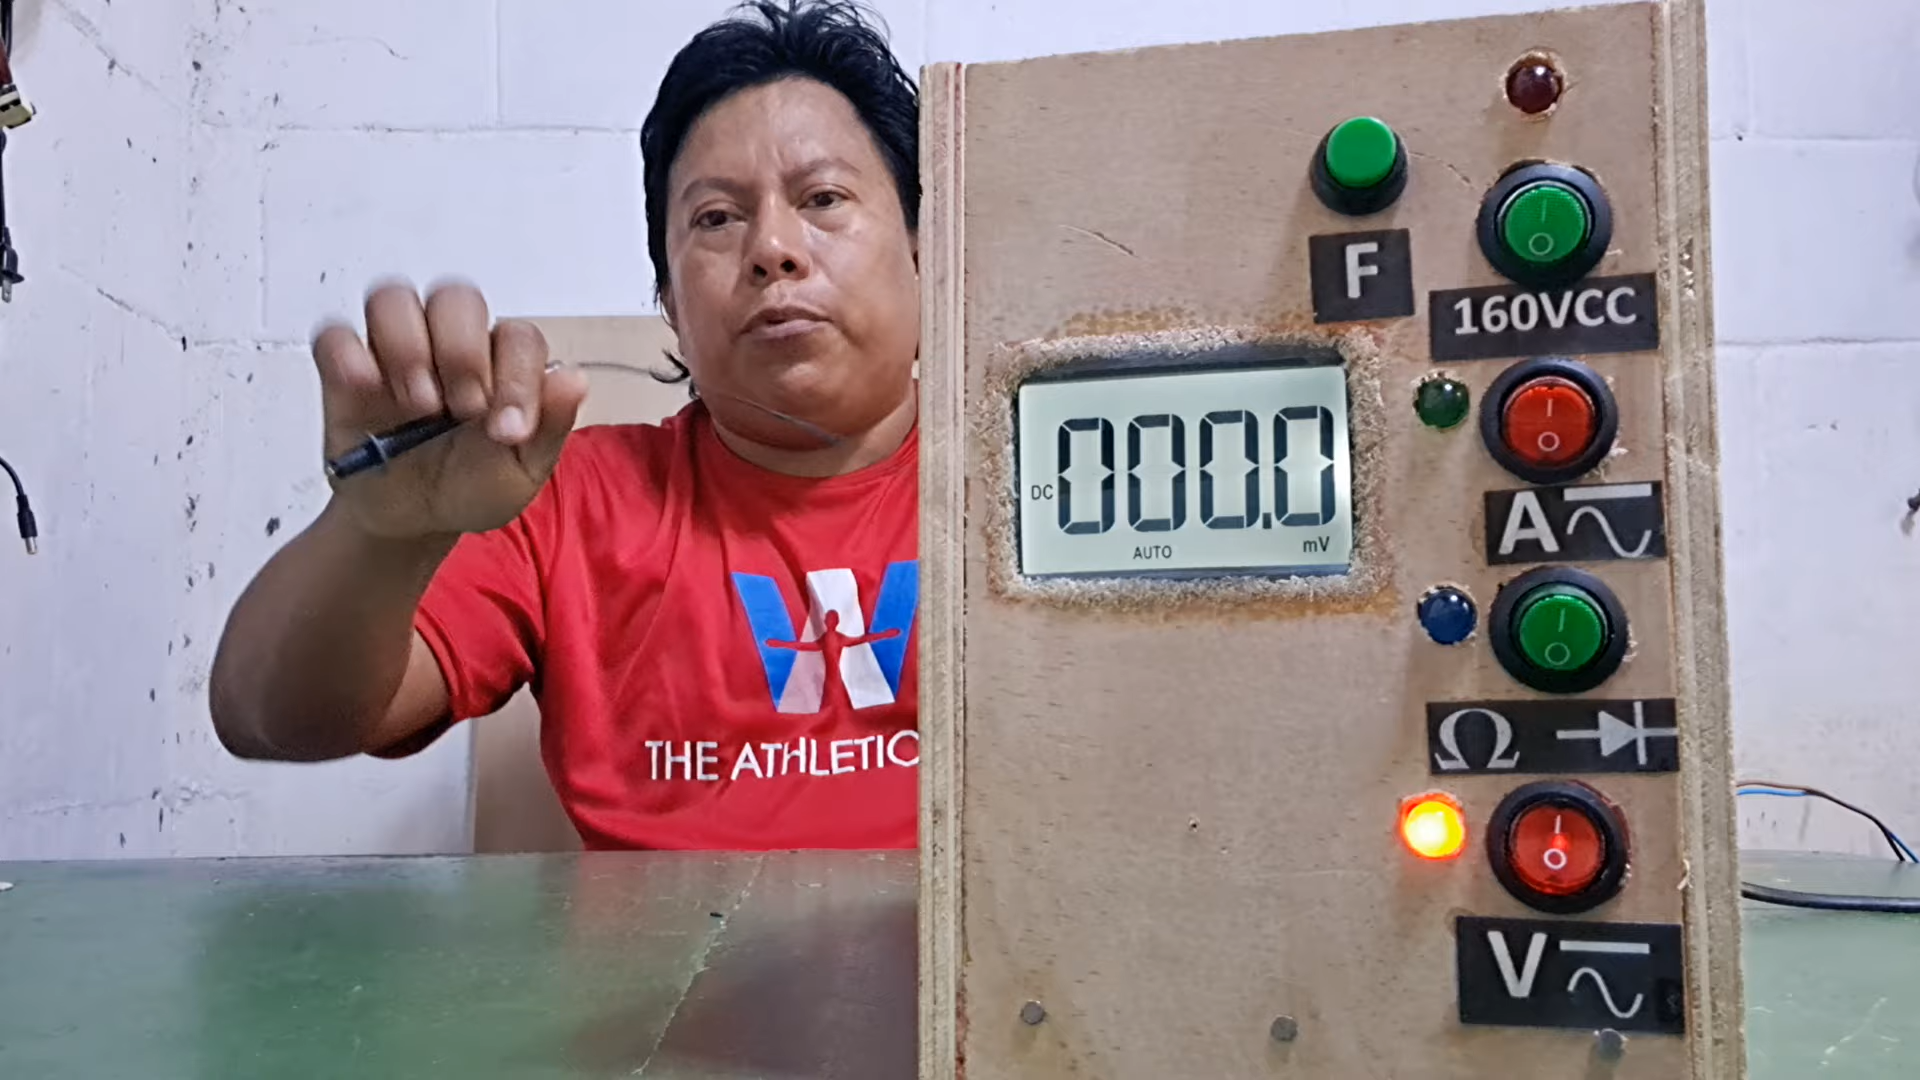 F
160VCC
DC 000.0
AUTO mV
A
Ω
V
W
THE ATHLETIC